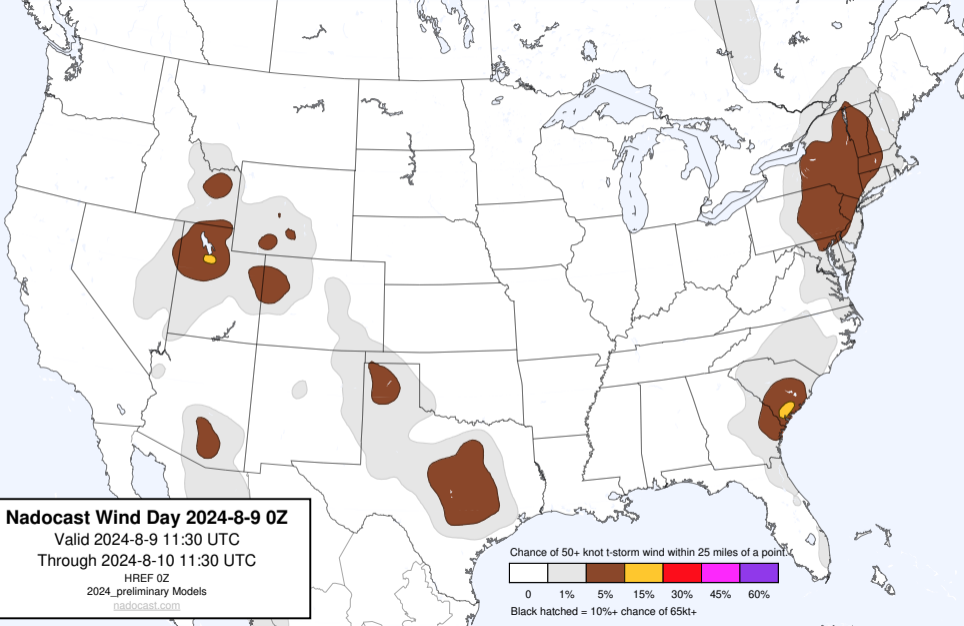 Nadocast Wind Day 2024-8-9 0Z
Valid 2024-8-9 11:30 UTC
Through 2024-8-10 11:30 UTC
HREF 0Z
2024_preliminary Models
nadocast.com
Chance of 50+ knot t-storm wind within 25 miles of a point.
0 1% 5% 15% 30% 45% 60%
Black hatched = 10%+ chance of 65kt+